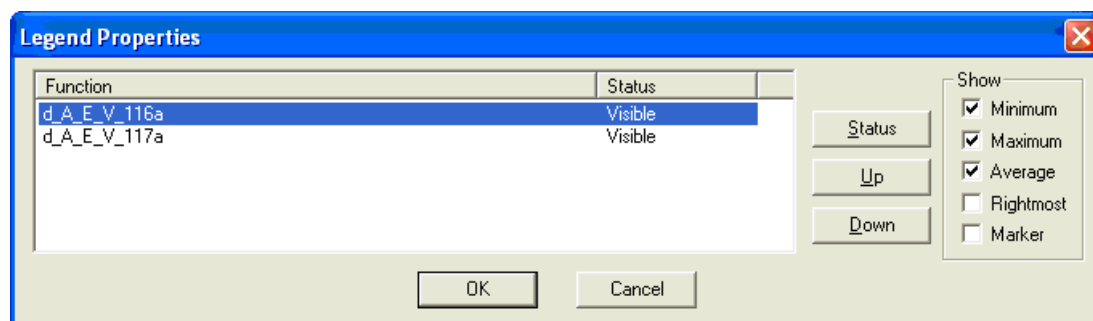 Legend Properties
Function Status
d_A_E_V_116a Visible
d_A_E_V_117a Visible
Status
Up
Down
Show
Minimum
Maximum
Average
Rightmost
Marker
OK Cancel